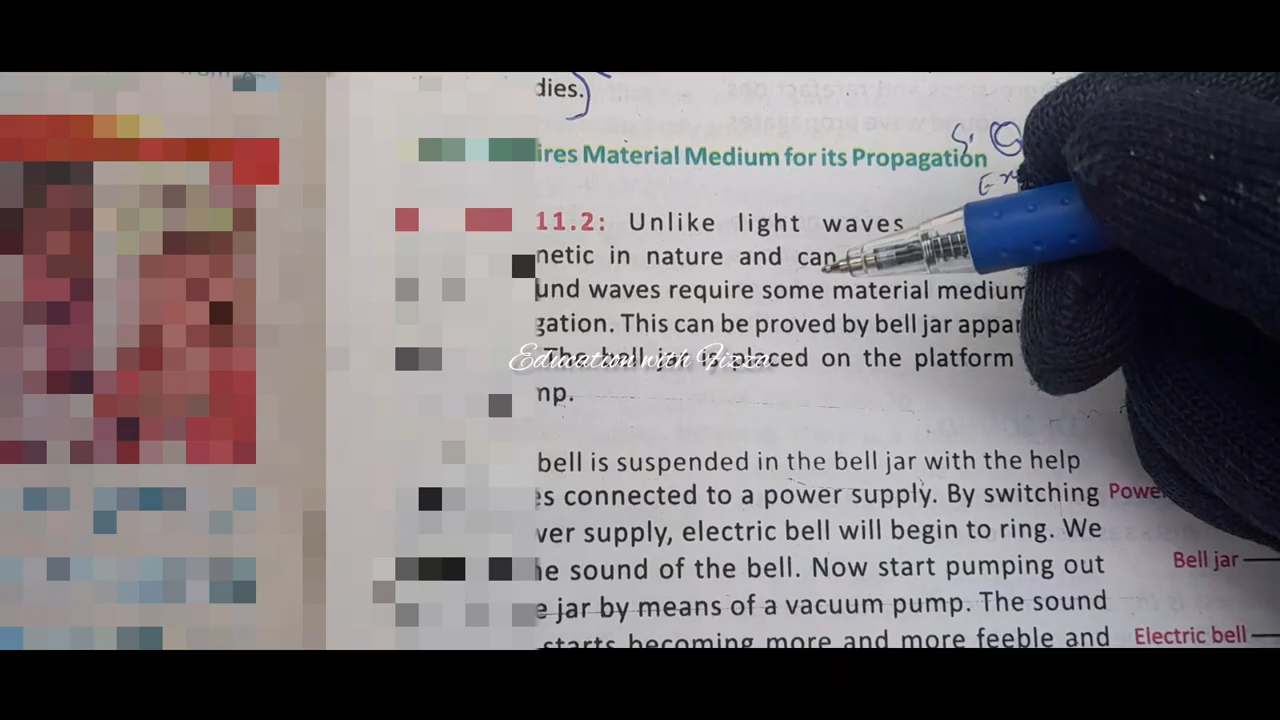 dies.)
ires Material Medium for its Propagation
S. Q
11.2: Unlike light waves
netic in nature and can
und waves require some material medium
gation. This can be proved by bell jar appar
The bell jar is placed on the platform
Education with Fizza
mp.
bell is suspended in the bell jar with the help
es connected to a power supply. By switching
Power
ver supply, electric bell will begin to ring. We
he sound of the bell. Now start pumping out
Bell jar
e jar by means of a vacuum pump. The sound
starts becoming more and more feeble and
Electric bell